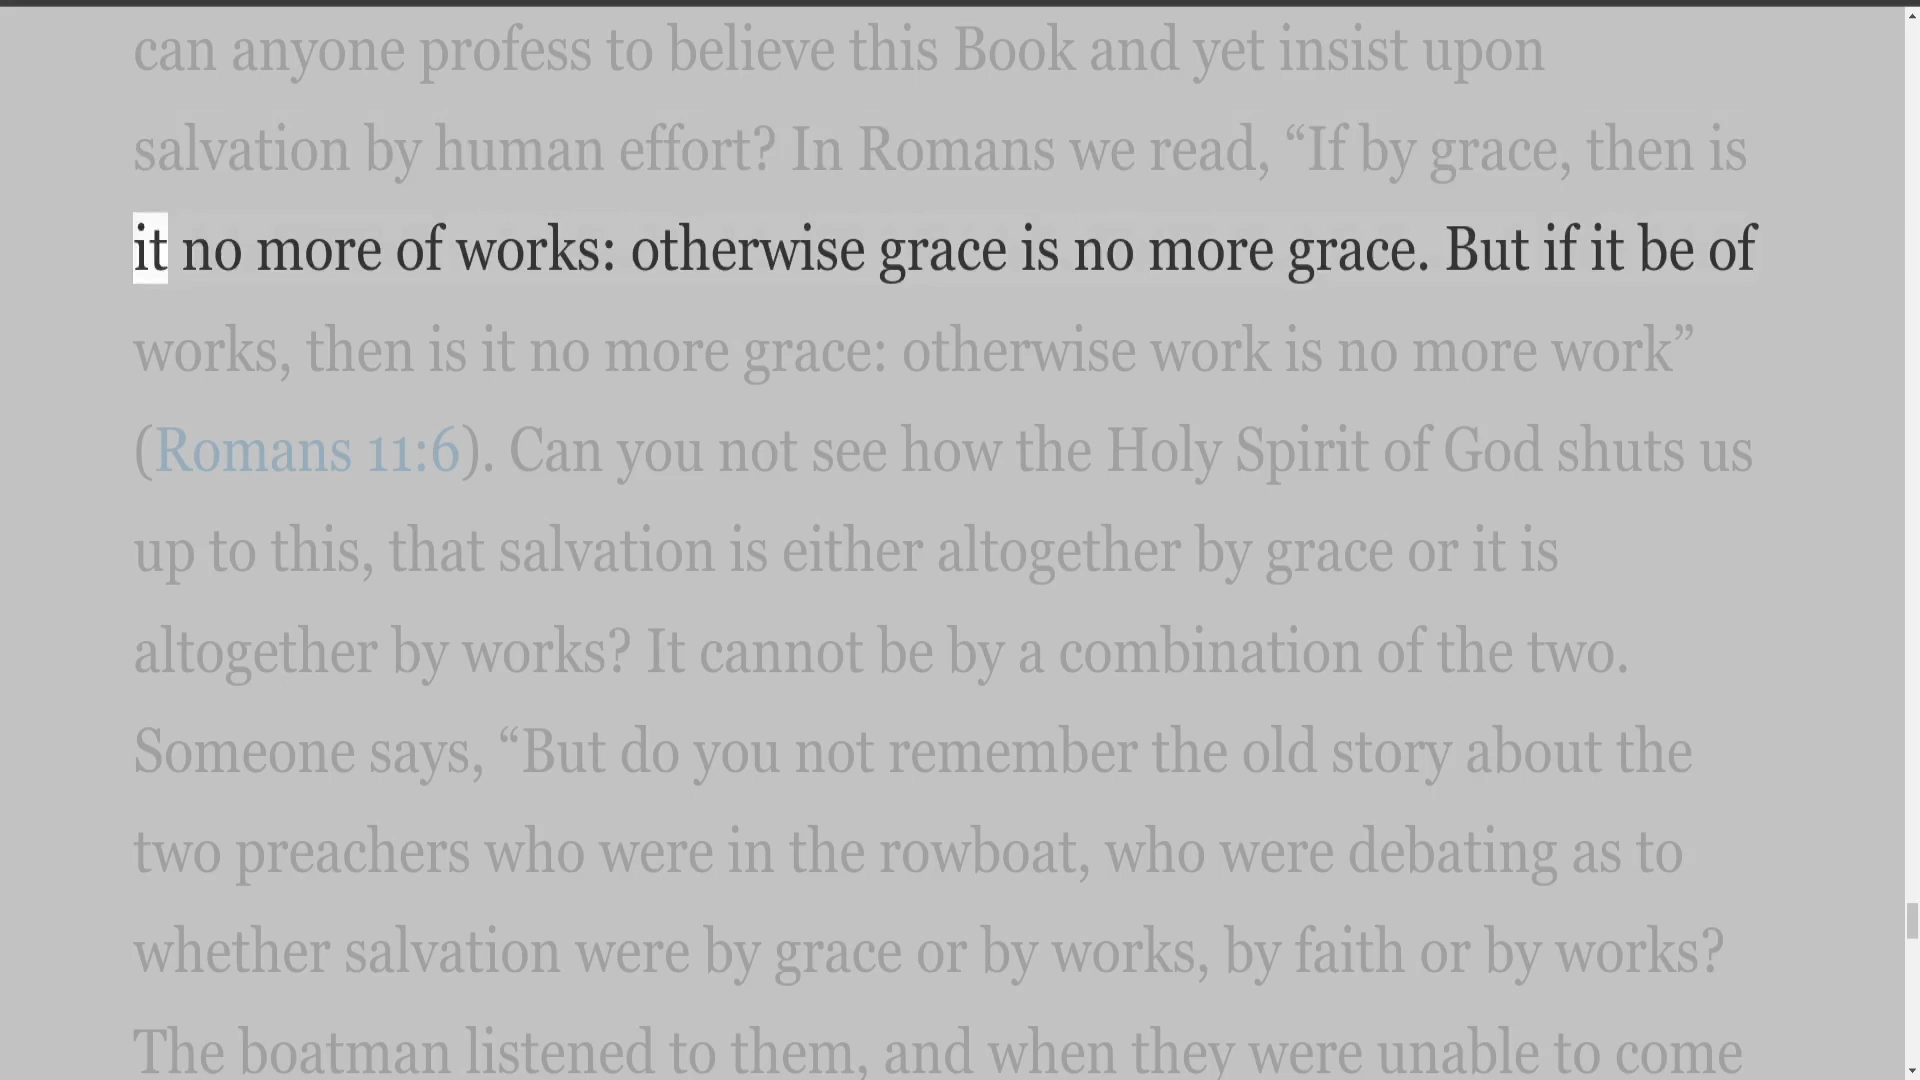 can anyone profess to believe this Book and yet insist upon
salvation by human effort? In Romans we read, “If by grace, then is
it no more of works: otherwise grace is no more grace. But if it be of
works, then is it no more grace: otherwise work is no more work”
(Romans 11:6). Can you not see how the Holy Spirit of God shuts us
up to this, that salvation is either altogether by grace or it is
altogether by works? It cannot be by a combination of the two.
Someone says, “But do you not remember the old story about the
two preachers who were in the rowboat, who were debating as to
whether salvation were by grace or by works, by faith or by works?
The boatman listened to them, and when they were unable to come